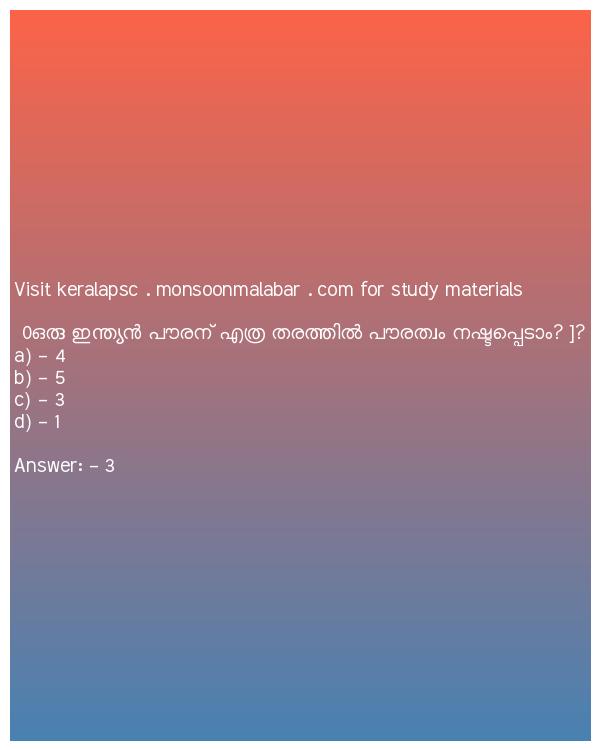 Visit keralapsc . monsoonmalabar . com for study materials
0ഒരു ഇന്ത്യൻ പൗരന് എത്ര തരത്തിൽ പൗരത്വം നഷ്ടപ്പെടാം? ]?
a) – 4
b) – 5
c) – 3
d) – 1
Answer: – 3